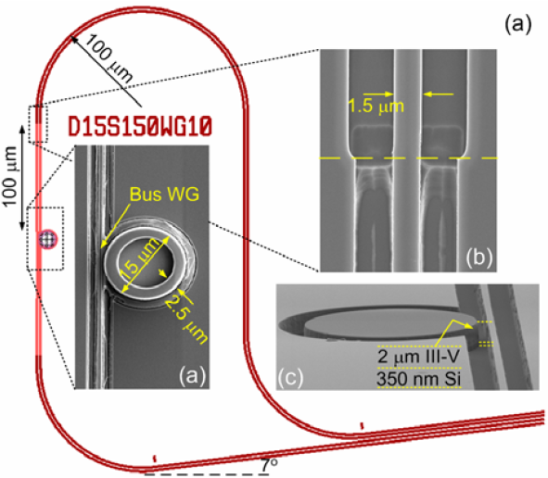 (a)
100 μm
1.5 μm
D15S150WG10
100 μm
Bus WG
15 μm
2.5 μm
(b)
(a)
2 μm III-V
350 nm Si
(c)
7°